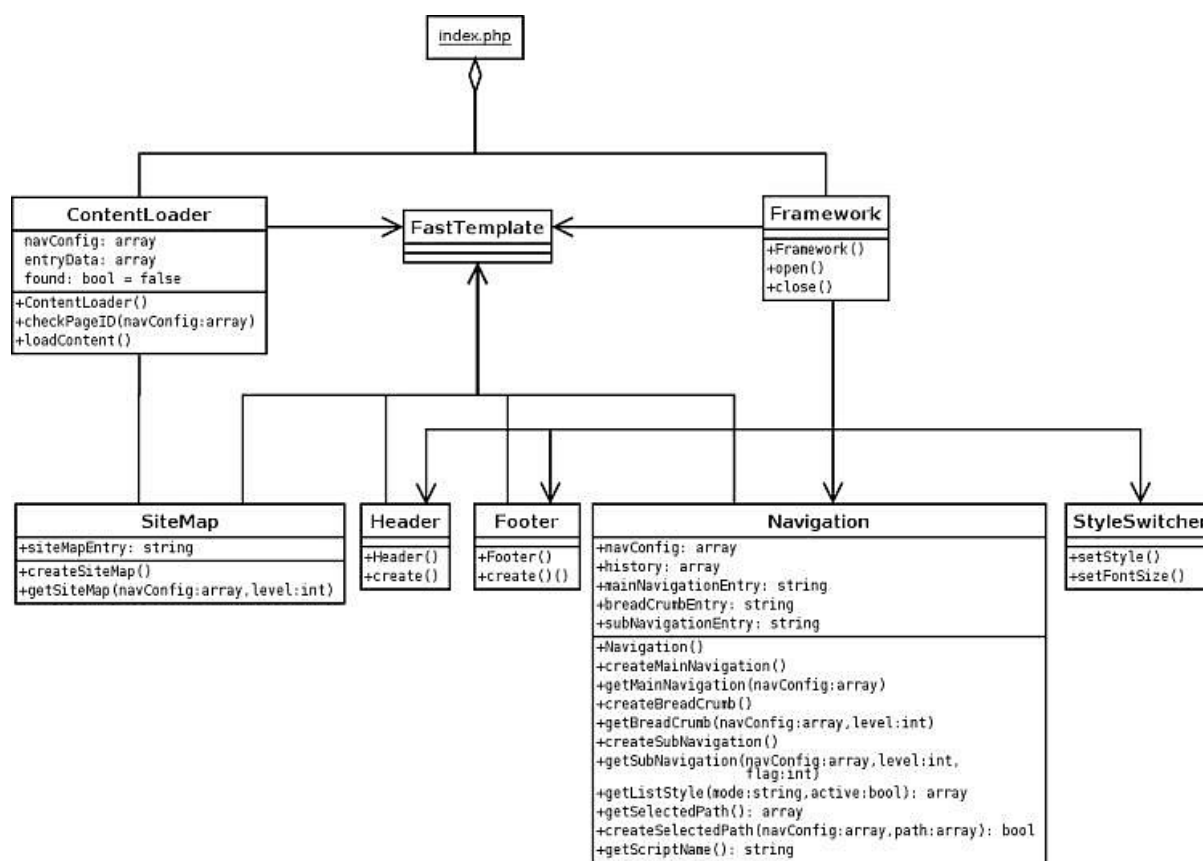 index.php
ContentLoader
navConfig: array
entryData: array
found: bool = false
+ContentLoader()
+checkPageID(navConfig:array)
+loadContent()
FastTemplate
Framework
+Framework()
+open()
+close()
SiteMap
+siteMapEntry: string
+createSiteMap()
+getSiteMap(navConfig:array,level:int)
Header
+Header()
+create()
Footer
+Footer()
+create()()
Navigation
+navConfig: array
+history: array
+mainNavigationEntry: string
+breadCrumbEntry: string
+subNavigationEntry: string
+Navigation()
+createMainNavigation()
+getMainNavigation(navConfig:array)
+createBreadCrumb()
+getBreadCrumb(navConfig:array,level:int)
+createSubNavigation()
+getSubNavigation(navConfig:array,level:int,
flag:int)
+getListStyle(mode:string,active:bool): array
+getSelectedPath(): array
+createSelectedPath(navConfig:array,path:array): bool
+getScriptName(): string
StyleSwitcher
+setStyle()
+setFontSize()